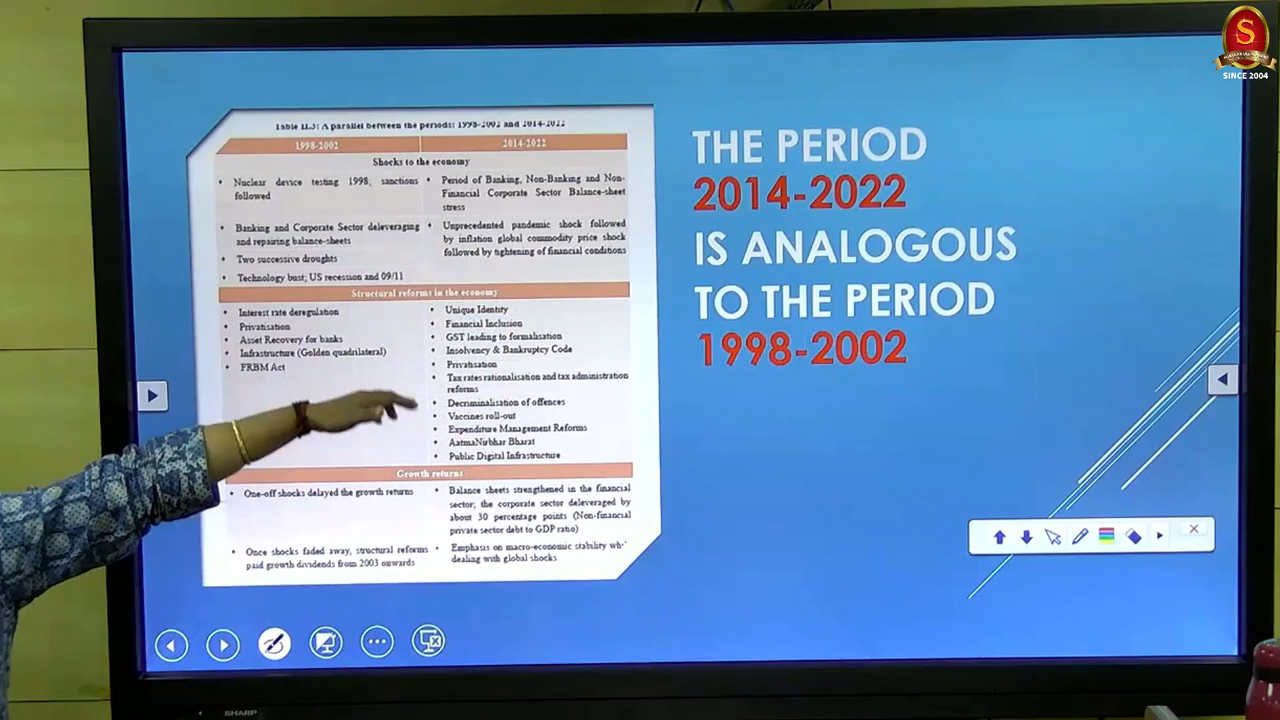 S
SINCE 2004
Table II.3: A parallel between the periods: 1998-2002 and 2014-2022
1998-2002
2014-2022
Shocks to the economy
• Nuclear device testing 1998; sanctions
followed
• Banking and Corporate Sector deleveraging
and repairing balance-sheets
• Two successive droughts
• Technology bust; US recession and 09/11
• Period of Banking, Non-Banking and Non-
Financial Corporate Sector Balance-sheet
stress
• Unprecedented pandemic shock followed
by inflation global commodity price shock
followed by tightening of financial conditions
Structural reforms in the economy
• Interest rate deregulation
• Privatisation
• Asset Recovery for banks
• Infrastructure (Golden quadrilateral)
• FRBM Act
• Unique Identity
• Financial Inclusion
• GST leading to formalisation
• Insolvency & Bankruptcy Code
• Privatisation
• Tax rates rationalisation and tax administration
reforms
• Decriminalisation of offences
• Vaccines roll-out
• Expenditure Management Reforms
• AatmaNirbhar Bharat
• Public Digital Infrastructure
Growth returns
• One-off shocks delayed the growth returns
• Once shocks faded away, structural reforms
paid growth dividends from 2003 onwards
• Balance sheets strengthened in the financial
sector; the corporate sector deleveraged by
about 30 percentage points (Non-financial
private sector debt to GDP ratio)
• Emphasis on macro-economic stability
dealing with global shocks
THE PERIOD
2014-2022
IS ANALOGOUS
TO THE PERIOD
1998-2002
SHARP